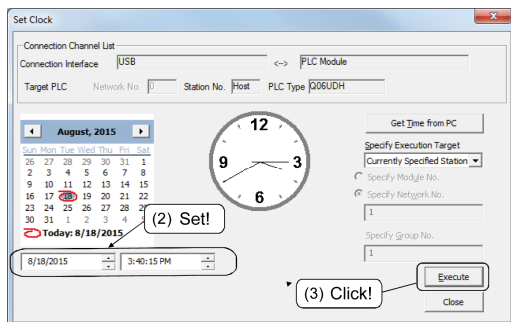 Set Clock
Connection Channel List
Connection Interface USB <--> PLC Module
Target PLC Network No. 0 Station No. Host PLC Type Q06UDH
August, 2015
Sun Mon Tue Wed Thu Fri Sat
26 27 28 29 30 31 1
2 3 4 5 6 7 8
9 10 11 12 13 14 15
16 17 18 19 20 21 22
23 24 25 26 27 28 29
30 31 1 2 3 4
Today: 8/18/2015
12
3
6
9
(2) Set!
8/18/2015 3:40:15 PM
Get Time from PC
Specify Execution Target
Currently Specified Station
Specify Module No.
Specify Network No.
1
Specify Group No.
1
Execute
(3) Click!
Close